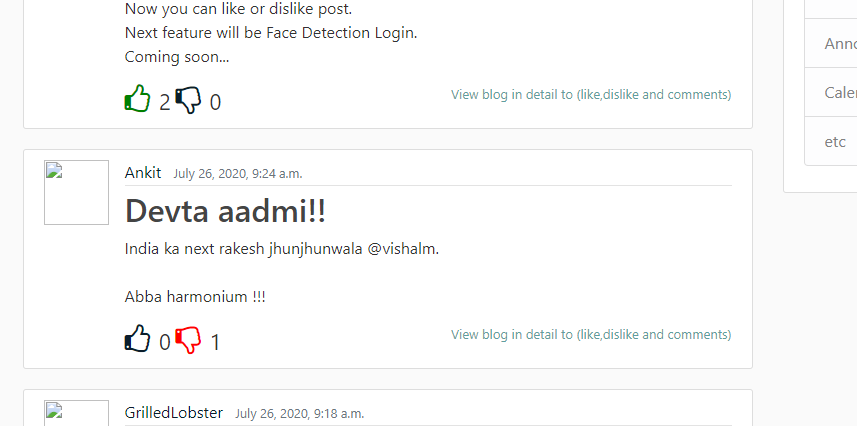 Now you can like or dislike post.
Next feature will be Face Detection Login.
Coming soon...
2 0
View blog in detail to (like,dislike and comments)
Ankit July 26, 2020, 9:24 a.m.
Devta aadmi!!
India ka next rakesh jhunjhunwala @vishalm.
Abba harmonium !!!
0 1
View blog in detail to (like,dislike and comments)
GrilledLobster July 26, 2020, 9:18 a.m.
etc